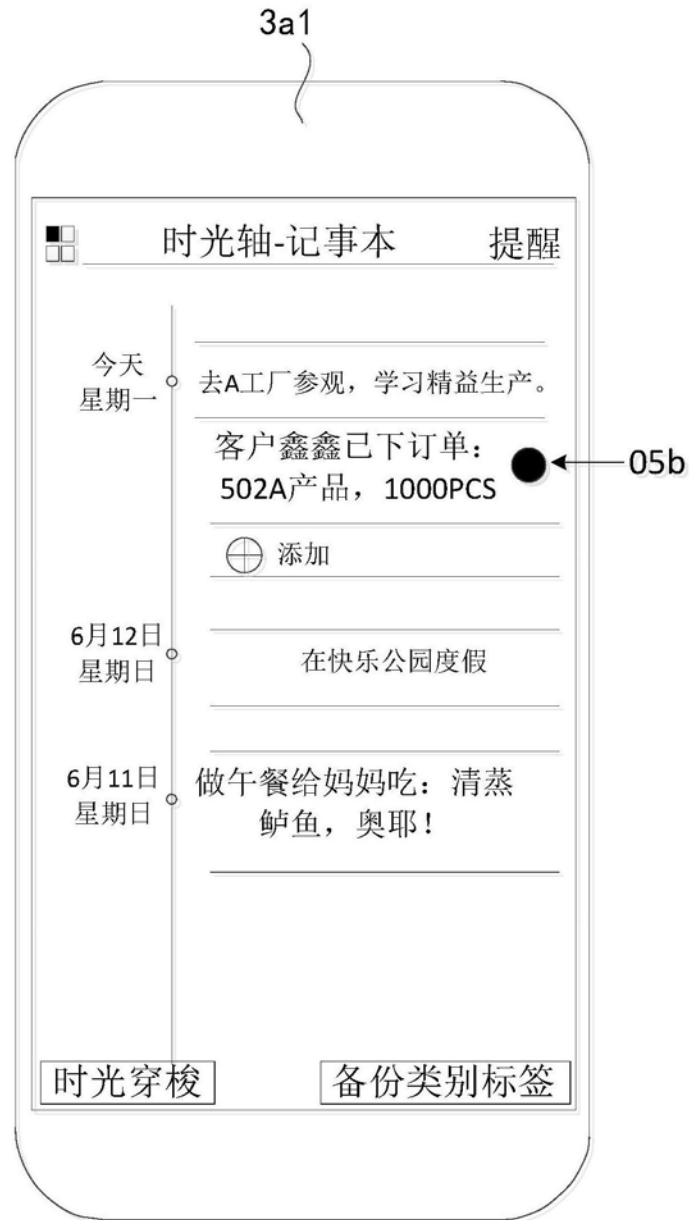 3a1
时光轴-记事本 提醒
今天
星期一
去A工厂参观，学习精益生产。
客户鑫鑫已下订单：
502A产品，1000PCS
05b
添加
6月12日
星期日
在快乐公园度假
6月11日
星期日
做午餐给妈妈吃：清蒸
鲈鱼，奥耶！
时光穿梭 备份类别标签